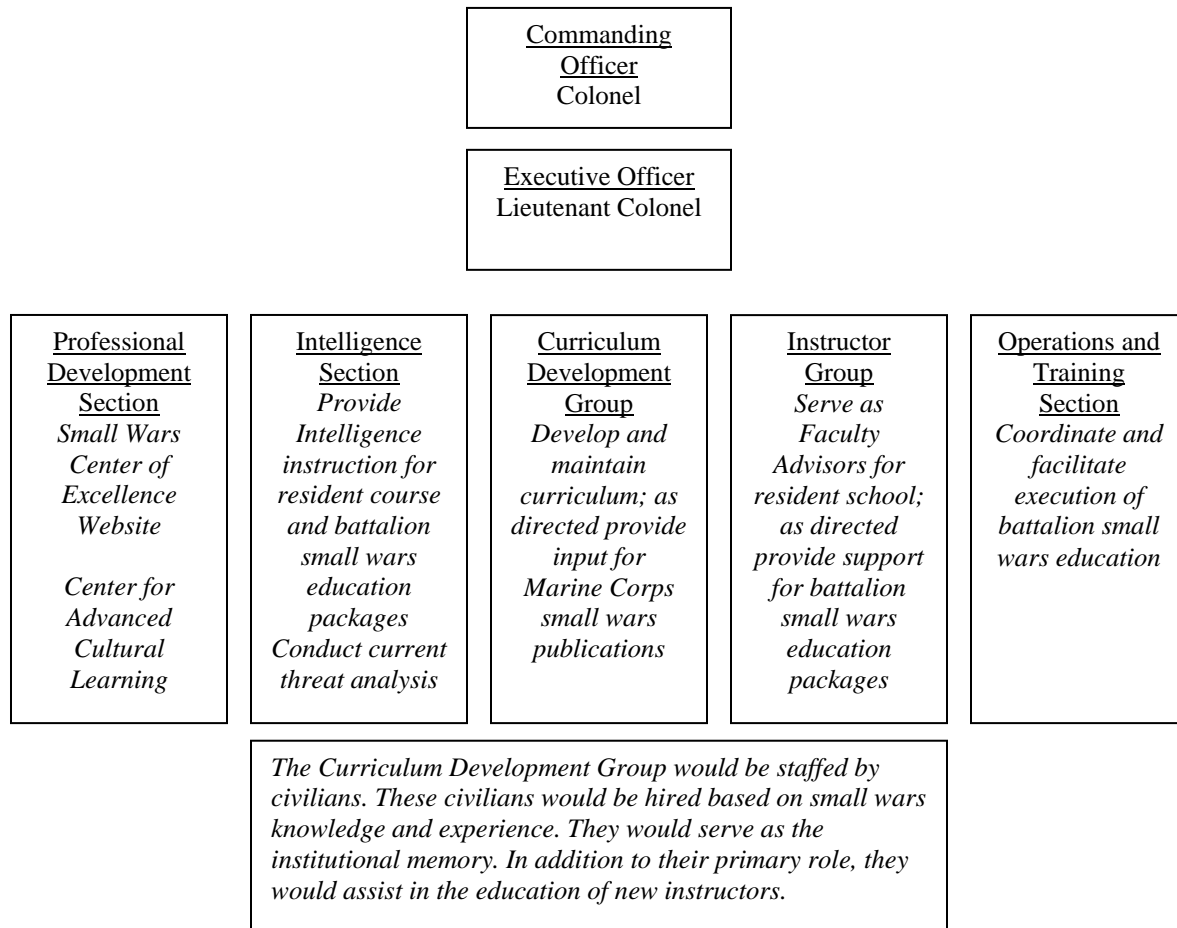 Commanding
Officer
Colonel
Executive Officer
Lieutenant Colonel
Professional
Development
Section
Small Wars
Center of
Excellence
Website
Center for
Advanced
Cultural
Learning
Intelligence
Section
Provide
Intelligence
instruction for
resident course
and battalion
small wars
education
packages
Conduct current
threat analysis
Curriculum
Development
Group
Develop and
maintain
curriculum; as
directed provide
input for
Marine Corps
small wars
publications
Instructor
Group
Serve as
Faculty
Advisors for
resident school;
as directed
provide support
for battalion
small wars
education
packages
Operations and
Training
Section
Coordinate and
facilitate
execution of
battalion small
wars education
The Curriculum Development Group would be staffed by
civilians. These civilians would be hired based on small wars
knowledge and experience. They would serve as the
institutional memory. In addition to their primary role, they
would assist in the education of new instructors.